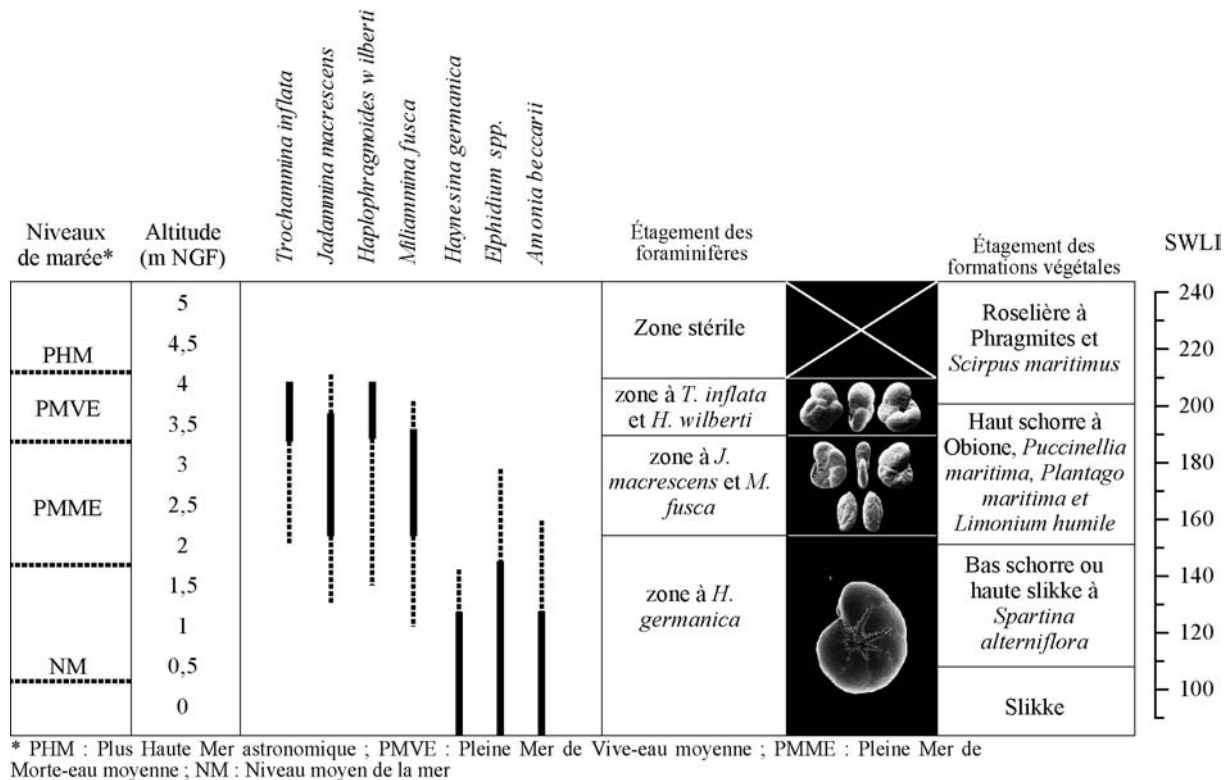 Trochammina inflata
Jadammina macrescens
Haplophragmoides w ilberti
Miliammina fusca
Haynesina germanica
Elphidium spp.
Amonia beccarii
Niveaux
de marée*
Altitude
(m NGF)
Étagement des
foraminifères
Étagement des
formations végétales
SWLI
PHM
PMVE
PMME
NM
5
4,5
4
3,5
3
2,5
2
1,5
1
0,5
0
Zone stérile
zone à T. inflata
et H. wilberti
zone à J.
macrescens et M.
fusca
zone à H.
germanica
Roselière à
Phragmites et
Scirpus maritimus
Haut schorre à
Obione, Puccinellia
maritima, Plantago
maritima et
Limonium humile
Bas schorre ou
haute slikke à
Spartina
alterniflora
Slikke
240
220
200
180
160
140
120
100
* PHM : Plus Haute Mer astronomique ; PMVE : Pleine Mer de Vive-eau moyenne ; PMME : Pleine Mer de
Morte-eau moyenne ; NM : Niveau moyen de la mer